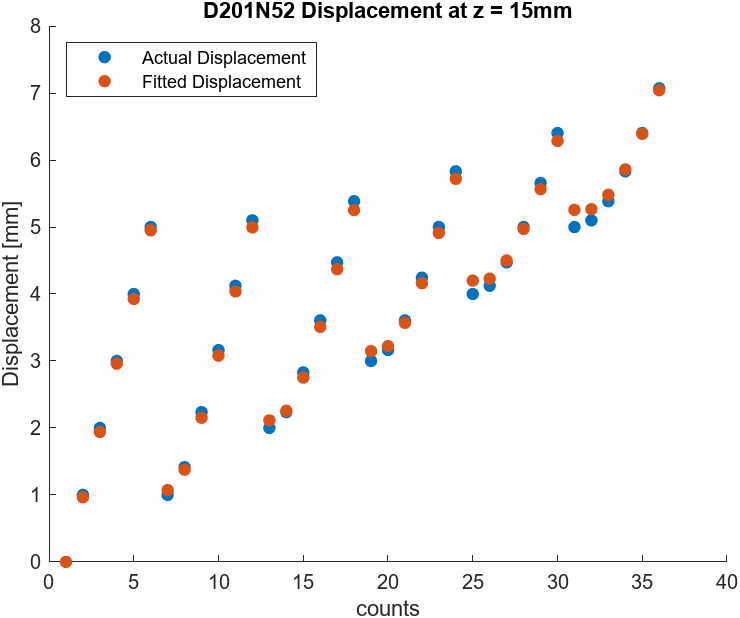 D201N52 Displacement at z = 15mm
8
Actual Displacement
Fitted Displacement
7
6
5
4
3
2
1
0
Displacement [mm]
0 5 10 15 20 25 30 35 40
counts